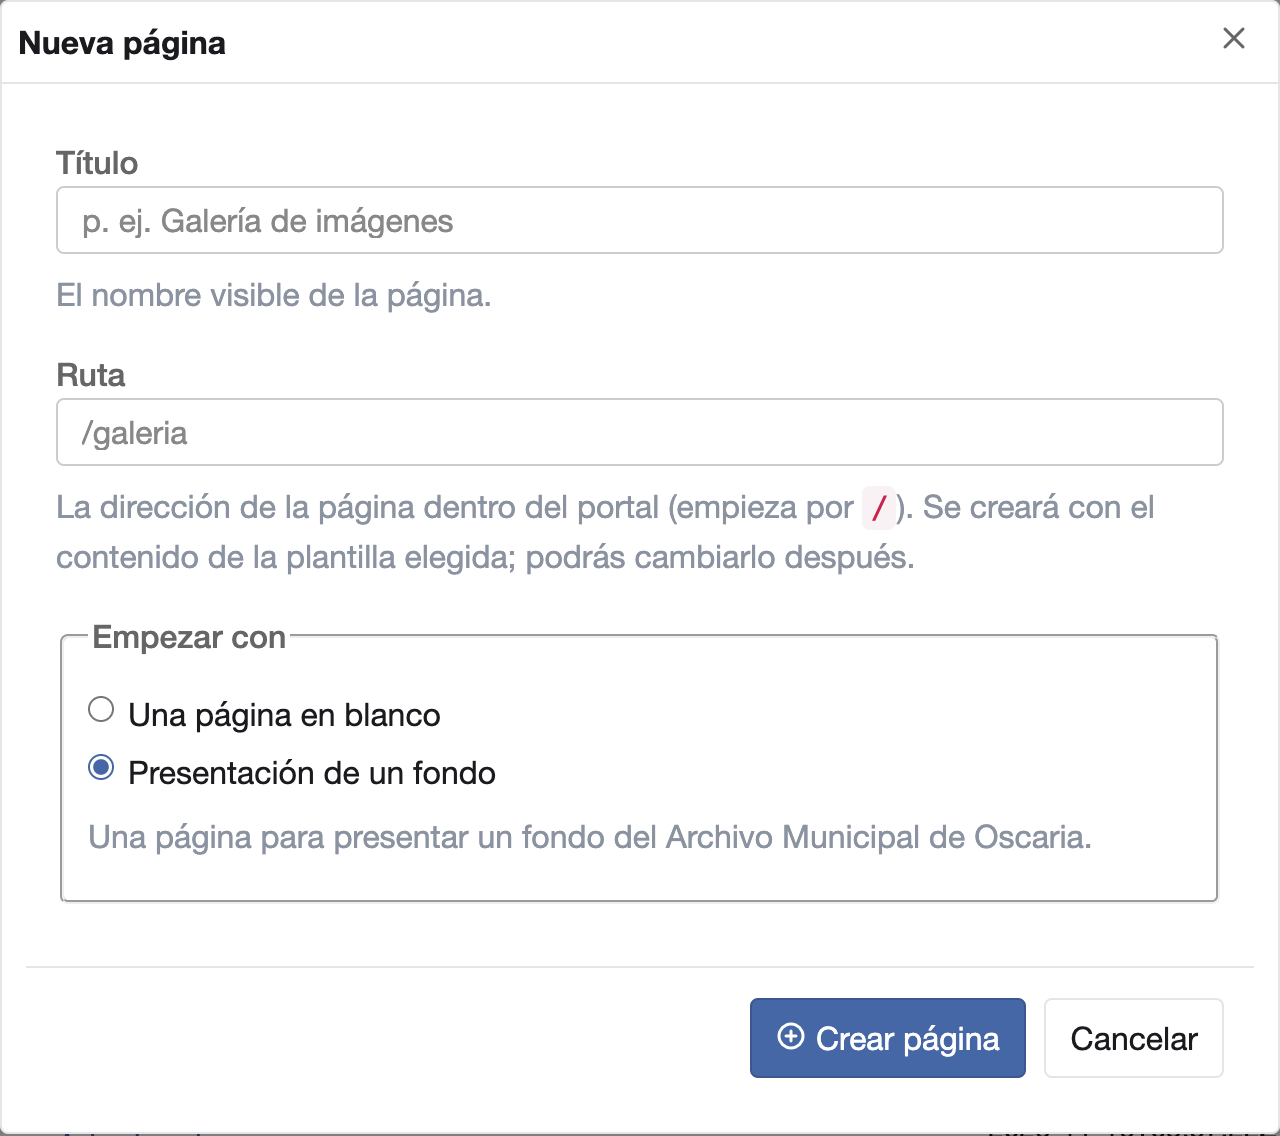 Nueva página
Título
p. ej. Galería de imágenes
El nombre visible de la página.
Ruta
/galeria
La dirección de la página dentro del portal (empieza por / ). Se creará con el
contenido de la plantilla elegida; podrás cambiarlo después.
Empezar con
Una página en blanco
Presentación de un fondo
Una página para presentar un fondo del Archivo Municipal de Oscaria.
Crear página
Cancelar